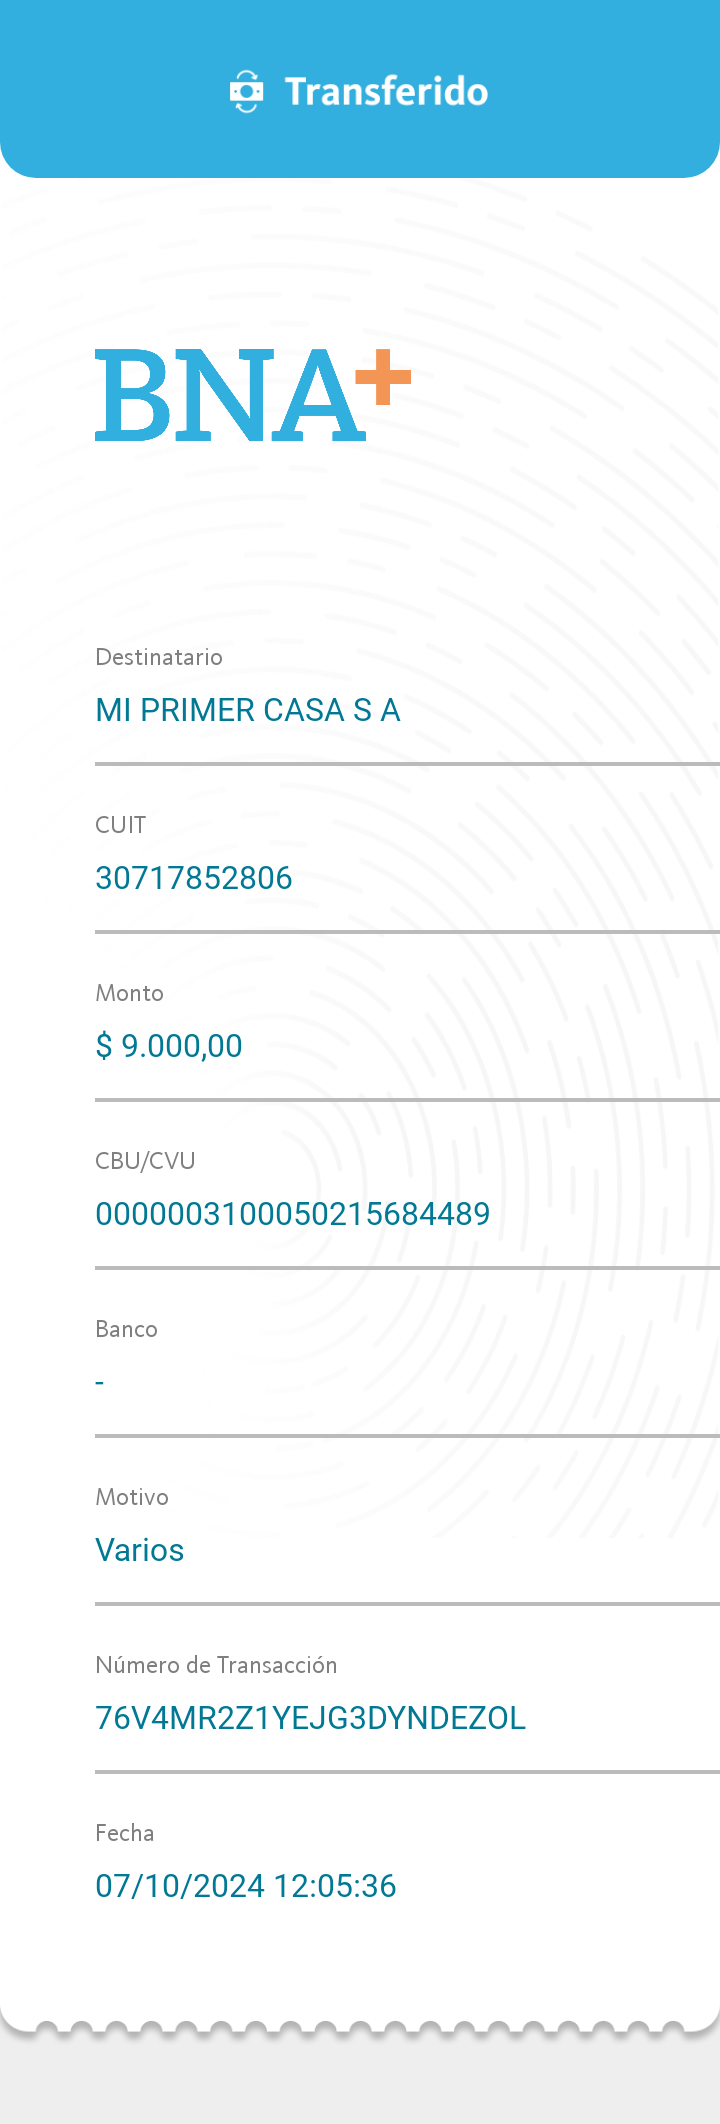 Transferido
BNA+
Destinatario
MI PRIMER CASA S A
CUIT
30717852806
Monto
$ 9.000,00
CBU/CVU
0000003100050215684489
Banco
-
Motivo
Varios
Número de Transacción
76V4MR2Z1YEJG3DYNDEZOL
Fecha
07/10/2024 12:05:36